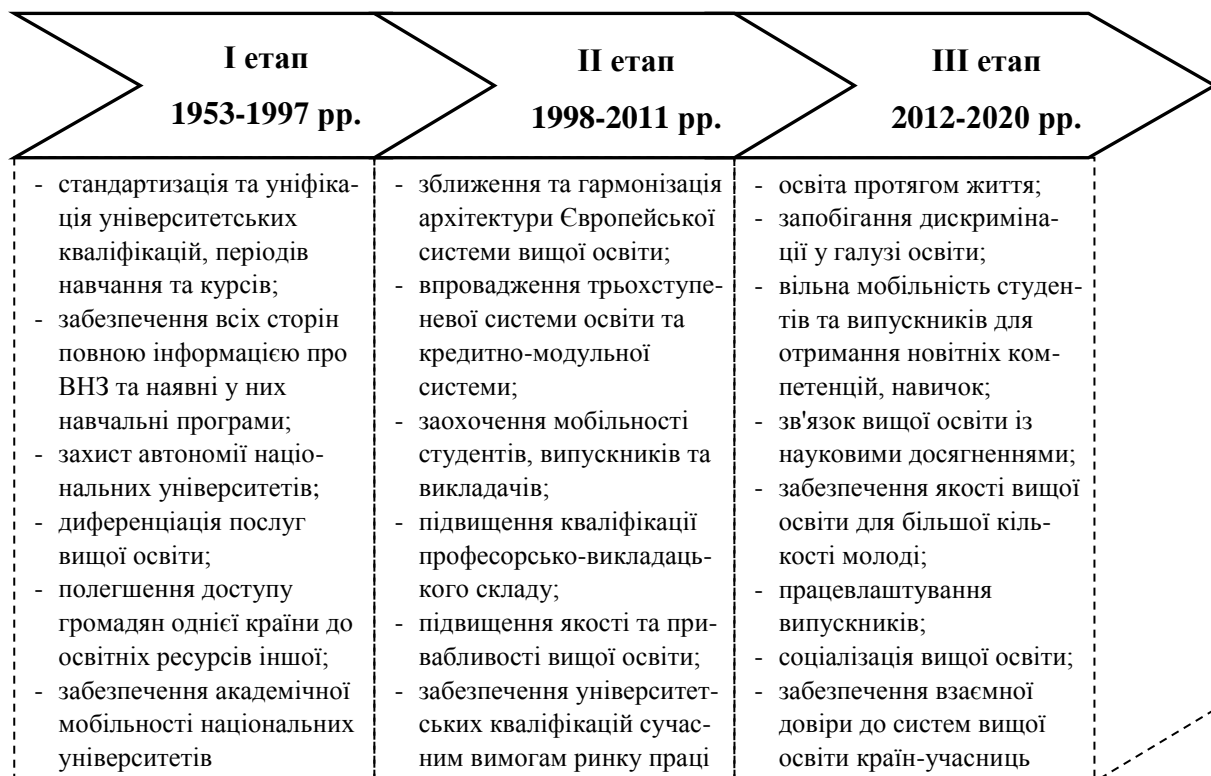 I етап
1953-1997 рр.
II етап
1998-2011 рр.
III етап
2012-2020 рр.
- стандартизація та уніфіка-
ція університетських
кваліфікацій, періодів
навчання та курсів;
- забезпечення всіх сторін
повною інформацією про
ВНЗ та наявні у них
навчальні програми;
- захист автономії націо-
нальних університетів;
- диференціація послуг
вищої освіти;
- полегшення доступу
громадян однієї країни до
освітніх ресурсів іншої;
- забезпечення академічної
мобільності національних
університетів
- зближення та гармонізація
архітектури Європейської
системи вищої освіти;
- впровадження трьохступе-
невої системи освіти та
кредитно-модульної
системи;
- заохочення мобільності
студентів, випускників та
викладачів;
- підвищення кваліфікації
професорсько-викладаць-
кого складу;
- підвищення якості та при-
вабливості вищої освіти;
- забезпечення університет-
ських кваліфікацій сучас-
ним вимогам ринку праці
- освіта протягом життя;
- запобігання дискриміна-
ції у галузі освіти;
- вільна мобільність студен-
тів та випускників для
отримання новітніх ком-
петенцій, навичок;
- зв'язок вищої освіти із
науковими досягненнями;
- забезпечення якості вищої
освіти для більшої кіль-
кості молоді;
- працевлаштування
випускників;
- соціалізація вищої освіти;
- забезпечення взаємної
довіри до систем вищої
освіти країн-учасниць